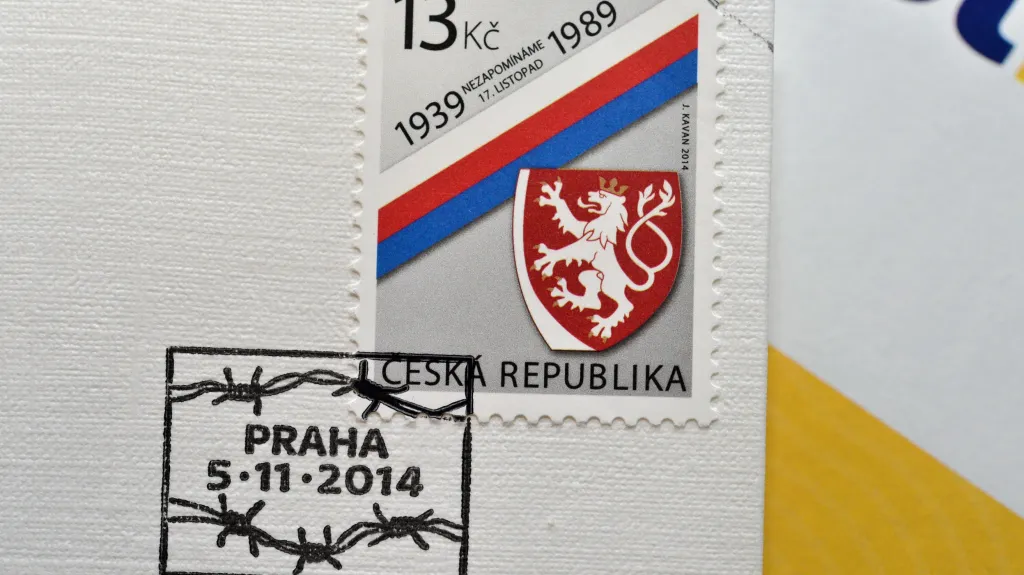 13 Kč
1939 NEZAPOMÍNÁME 1989
17. LISTOPAD
J. KAVAN 2014
ČESKÁ REPUBLIKA
PRAHA
5·11·2014